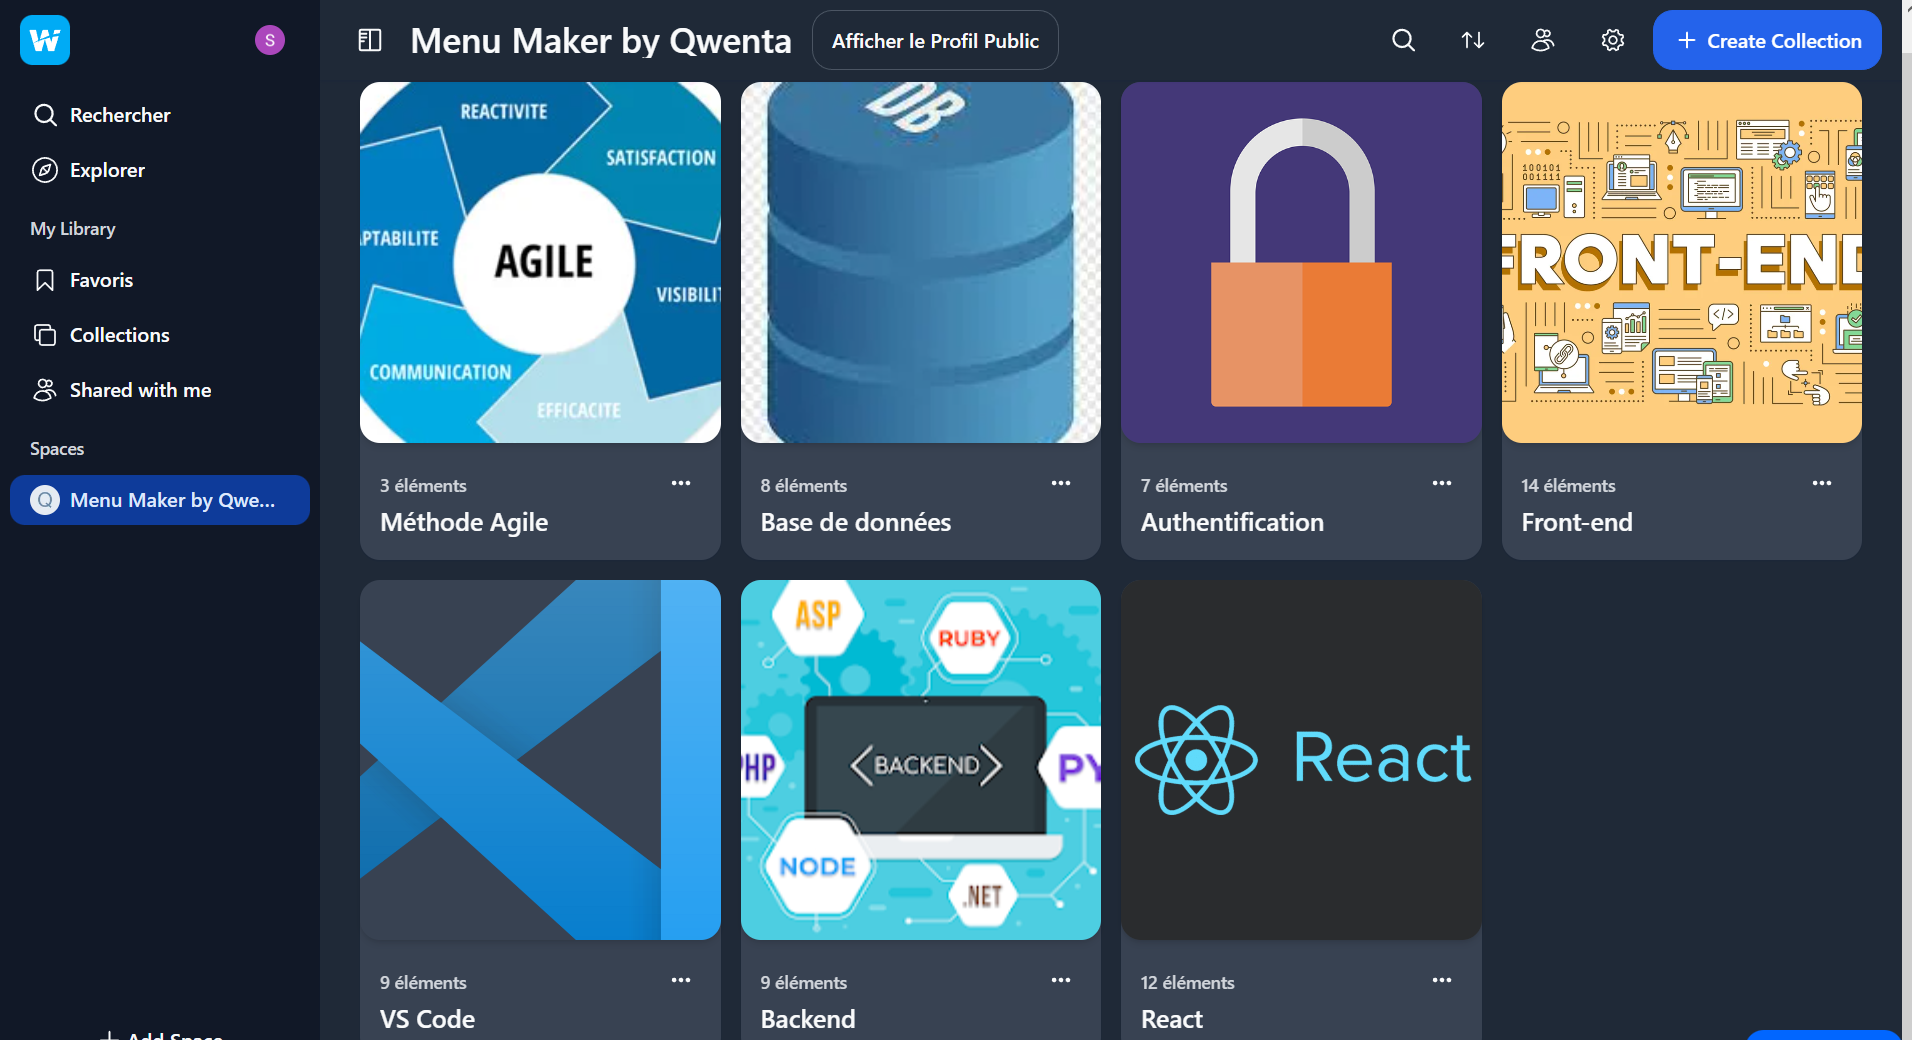 W
S
Rechercher
Explorer
My Library
Favoris
Collections
Shared with me
Spaces
Q Menu Maker by Qwe...
Add Space
Menu Maker by Qwenta
Afficher le Profil Public
Create Collection
REACTIVITE
SATISFACTION
PTABILITE
AGILE
VISIBILIT
COMMUNICATION
EFFICACITE
3 éléments
Méthode Agile
DB
8 éléments
Base de données
7 éléments
Authentification
100101
001111
FRONT-END
</>
14 éléments
Front-end
9 éléments
VS Code
ASP
RUBY
HP
<BACKEND>
PY
NODE
.NET
9 éléments
Backend
React
12 éléments
React